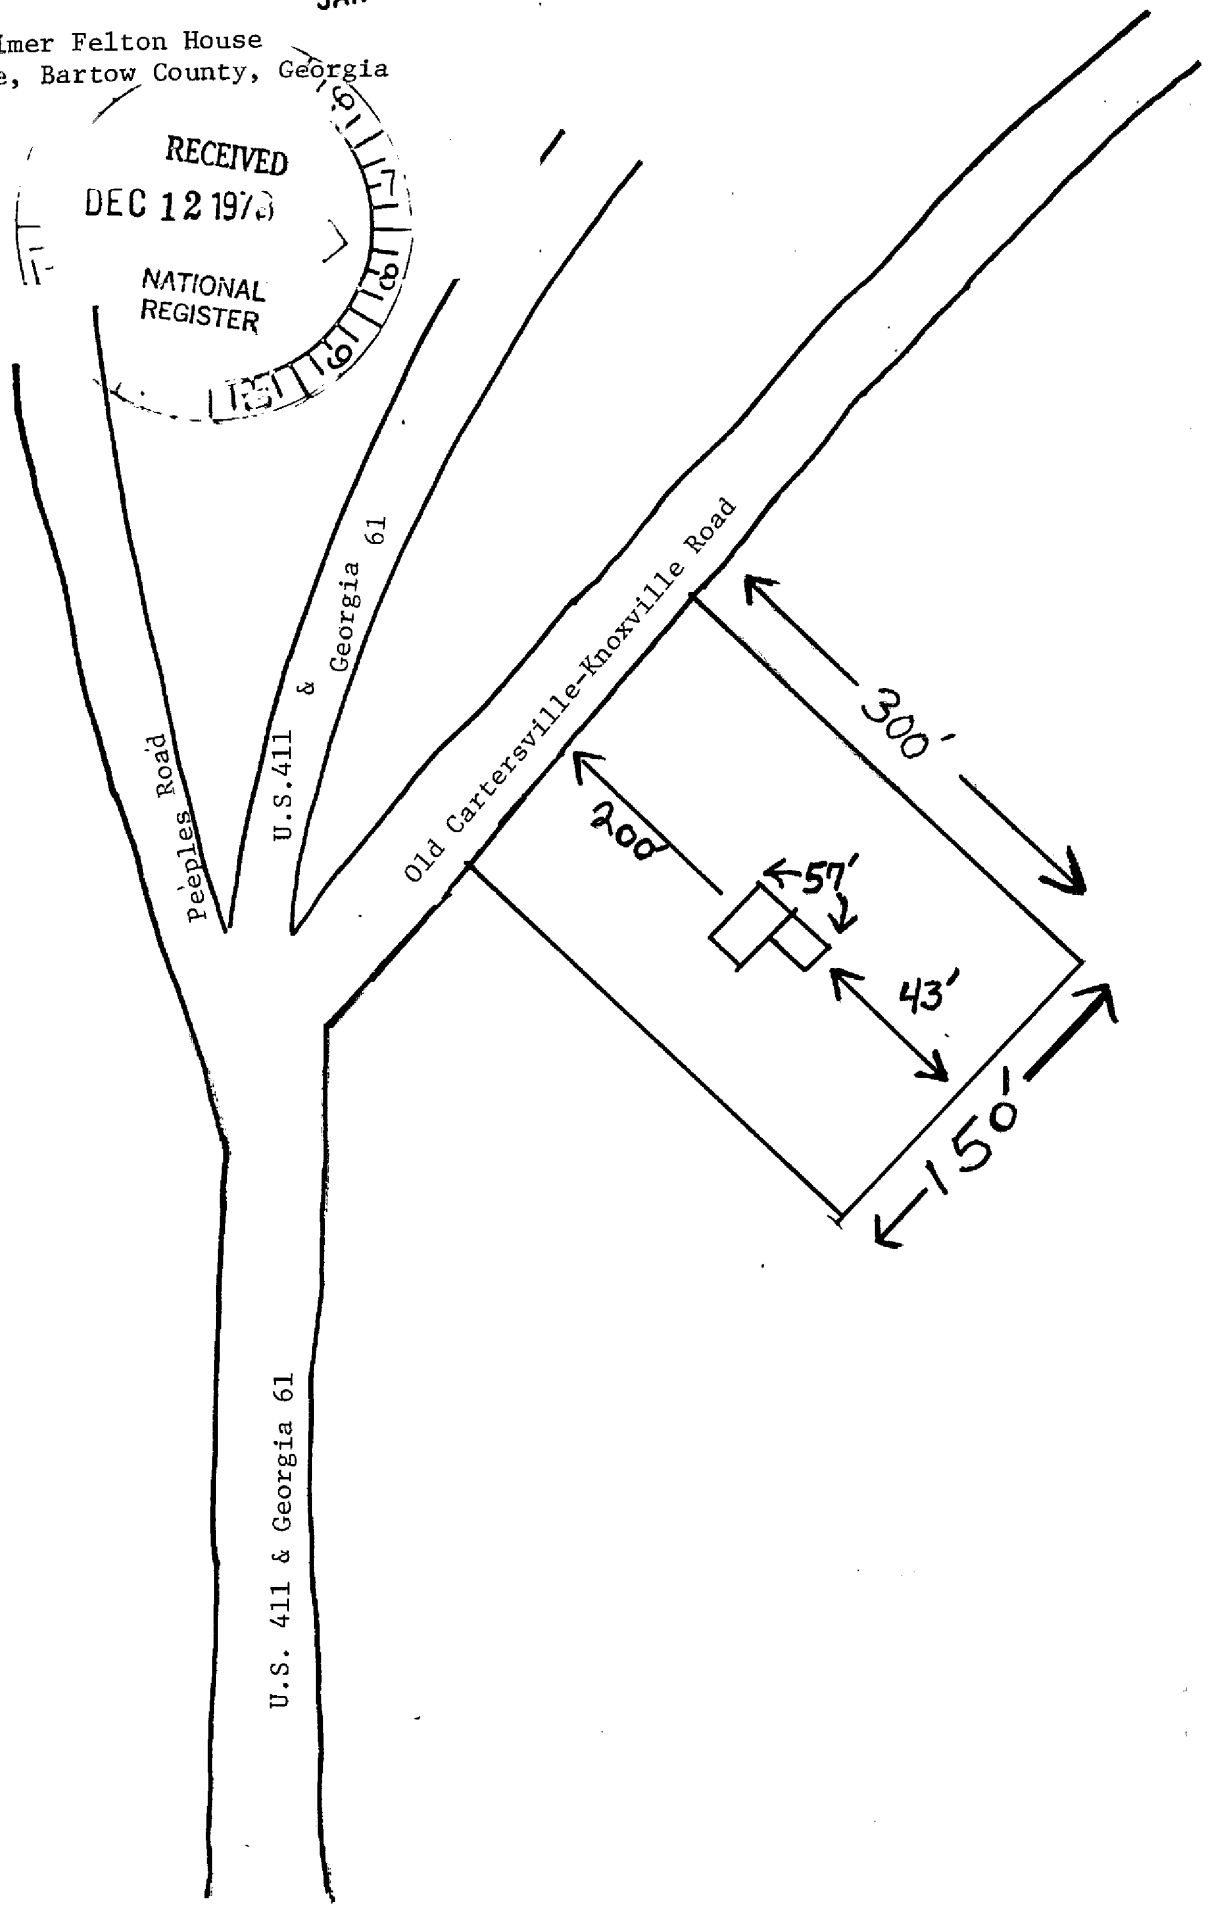 Felton House
Bartow County, Georgia
RECEIVED
DEC 12 197
NATIONAL
REGISTER
Peeples Road
U.S.411 & Georgia 61
Old Cartersville-Knoxville Road
300'
200'
57'
43'
150'
U.S. 411 & Georgia 61